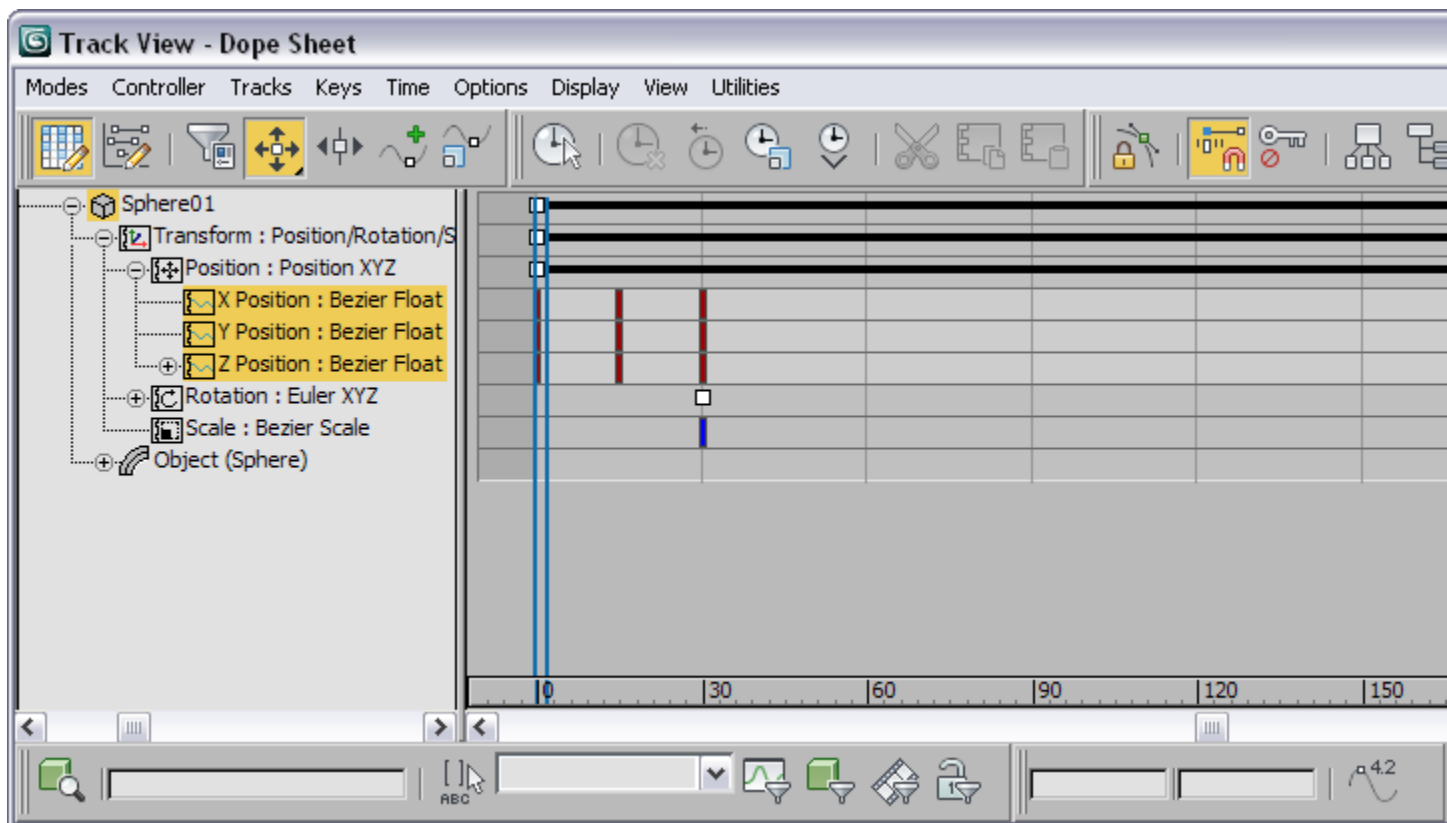 Track View - Dope Sheet
Modes Controller Tracks Keys Time Options Display View Utilities
Sphere01
Transform : Position/Rotation/S
Position : Position XYZ
X Position : Bezier Float
Y Position : Bezier Float
Z Position : Bezier Float
Rotation : Euler XYZ
Scale : Bezier Scale
Object (Sphere)
0 30 60 90 120 150
[ ] ABC 1 4.2